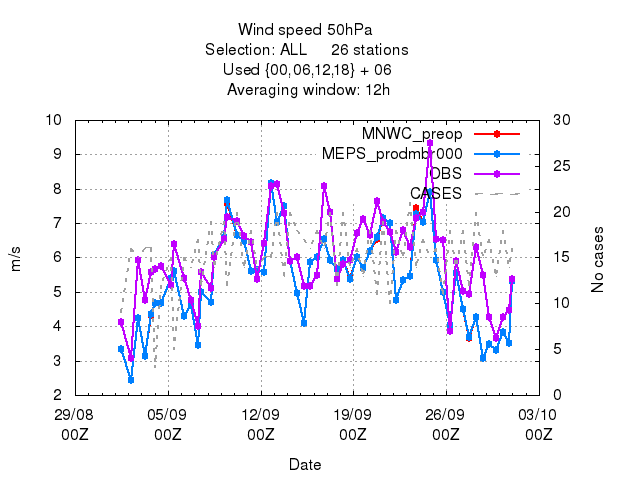 Wind speed 50hPa
Selection: ALL 26 stations
Used {00,06,12,18} + 06
Averaging window: 12h
10 30
MNWC_preop
MEPS_prodmbr000
OBS
CASES
9 25
8
7 20
6 15
5 10
4
3 5
2 0
m/s
No cases
29/08 05/09 12/09 19/09 26/09 03/10
00Z 00Z 00Z 00Z 00Z 00Z
Date